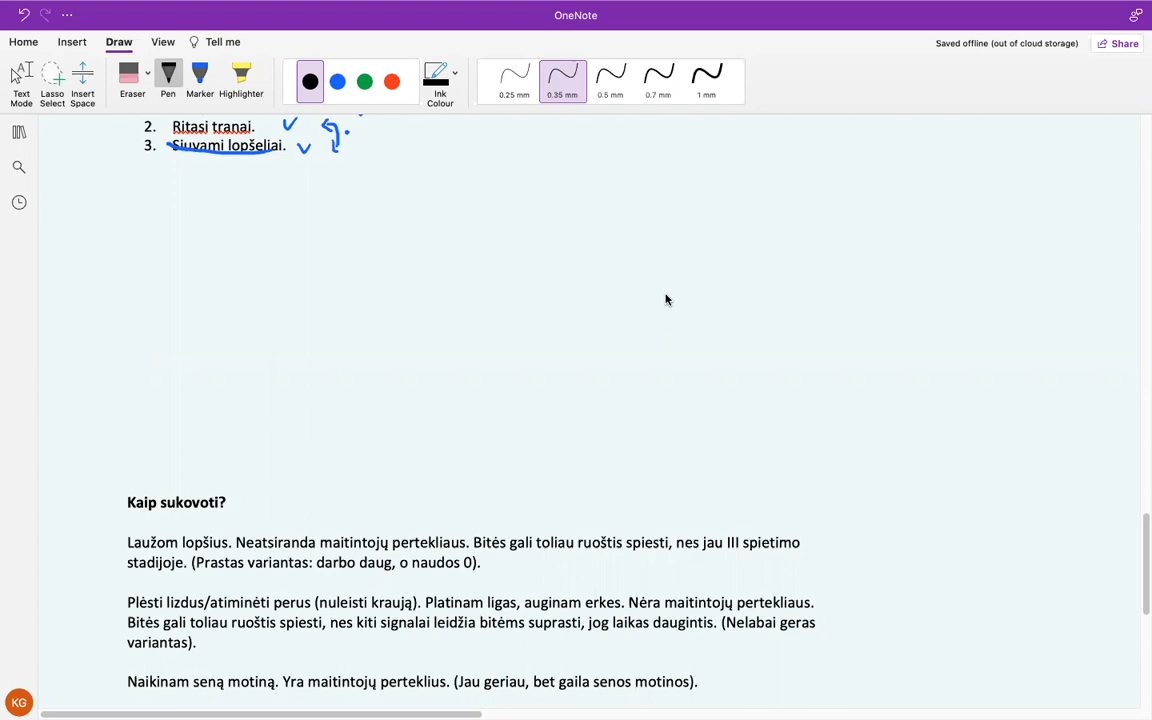 OneNote
Home Insert Draw View Tell me
Saved offline (out of cloud storage) Share
Text Mode
Lasso Select
Insert Space
Eraser
Pen
Marker
Highlighter
Ink Colour
0.25 mm
0.35 mm
0.5 mm
0.7 mm
1 mm
2. Ritasi tranai.
3. Siuvami lopšeliai.
Kaip sukovoti?
Laužom lopšius. Neatsiranda maitintojų pertekliaus. Bitės gali toliau ruoštis spiesti, nes jau III spietimo
stadijoje. (Prastas variantas: darbo daug, o naudos 0).
Plėsti lizdus/atiminėti perus (nuleisti kraują). Platinam ligas, auginam erkes. Nėra maitintojų pertekliaus.
Bitės gali toliau ruoštis spiesti, nes kiti signalai leidžia bitėms suprasti, jog laikas daugintis. (Nelabai geras
variantas).
Naikinam seną motiną. Yra maitintojų perteklius. (Jau geriau, bet gaila senos motinos).
KG